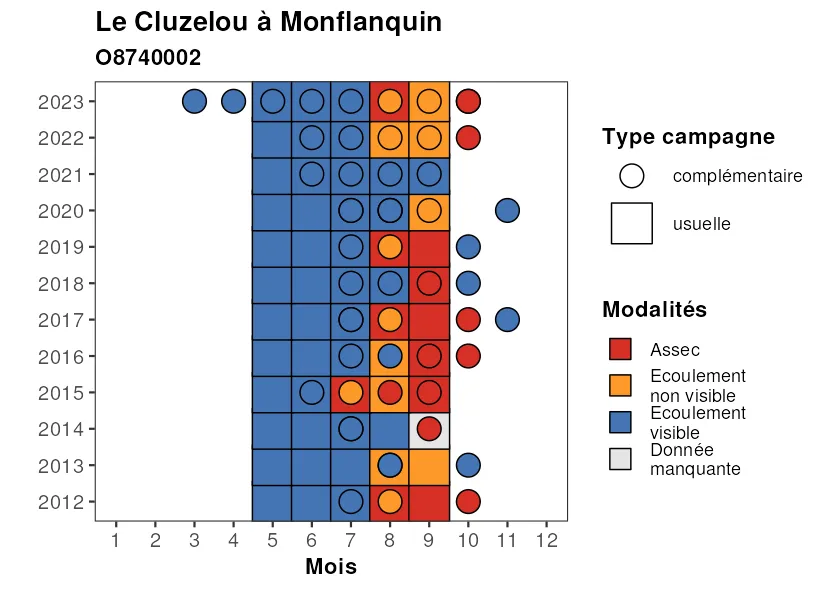 Le Cluzelou à Monflanquin
O8740002
2023
2022
2021
2020
2019
2018
2017
2016
2015
2014
2013
2012
1 2 3 4 5 6 7 8 9 10 11 12
Mois
Type campagne
complémentaire
usuelle
Modalités
Assec
Ecoulement
non visible
Ecoulement
visible
Donnée
manquante